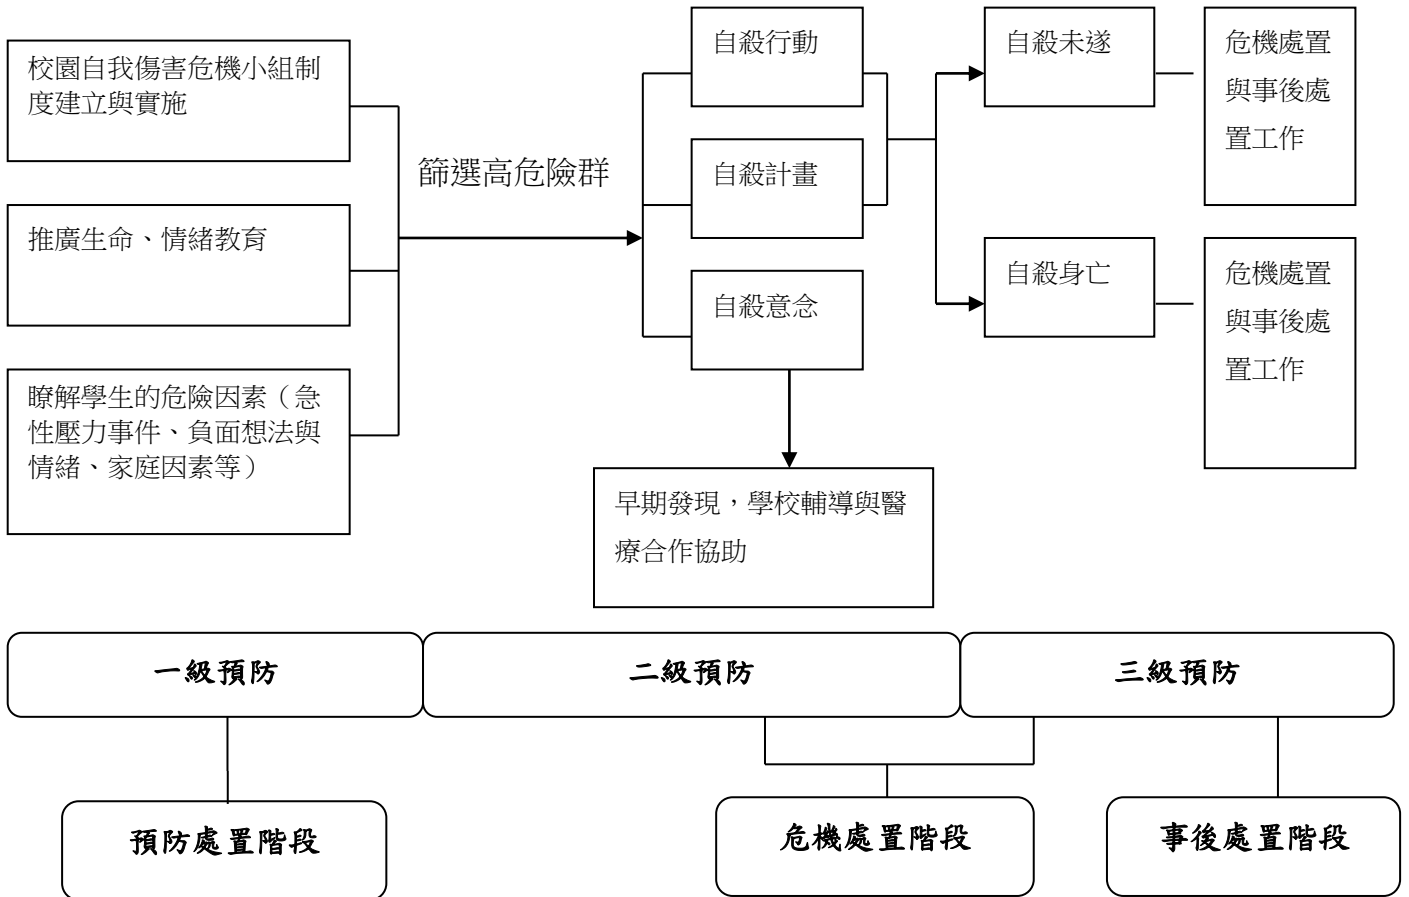 校園自我傷害危機小組制
度建立與實施
推廣生命、情緒教育
瞭解學生的危險因素（急
性壓力事件、負面想法與
情緒、家庭因素等）
篩選高危險群
自殺行動
自殺計畫
自殺意念
早期發現，學校輔導與醫
療合作協助
自殺未遂
自殺身亡
危機處置
與事後處
置工作
危機處置
與事後處
置工作
一級預防
二級預防
三級預防
預防處置階段
危機處置階段
事後處置階段